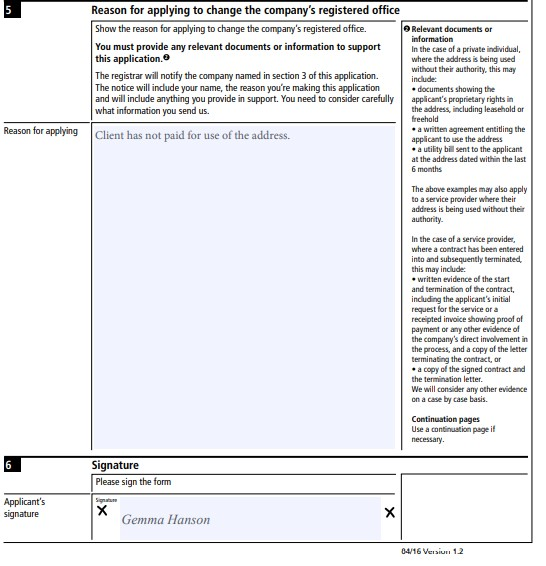 5
Reason for applying to change the company's registered office
Show the reason for applying to change the company's registered office.
You must provide any relevant documents or information to support
this application.❷
The registrar will notify the company named in section 3 of this application.
The notice will include your name, the reason you're making this application
and will include anything you provide in support. You need to consider carefully
what information you send us.
❷ Relevant documents or
information
In the case of a private individual,
where the address is being used
without their authority, this may
include:
• documents showing the
applicant's proprietary rights in
the address, including leasehold or
freehold
• a written agreement entitling the
applicant to use the address
• a utility bill sent to the applicant
at the address dated within the last
6 months
The above examples may also apply
to a service provider where their
address is being used without their
authority.
In the case of a service provider,
where a contract has been entered
into and subsequently terminated,
this may include:
• written evidence of the start
and termination of the contract,
including the applicant's initial
request for the service or a
receipted invoice showing proof of
payment or any other evidence of
the company's direct involvement in
the process, and a copy of the letter
terminating the contract, or
• a copy of the signed contract and
the termination letter.
We will consider any other evidence
on a case by case basis.
Continuation pages
Use a continuation page if
necessary.
Reason for applying
Client has not paid for use of the address.
6
Signature
Please sign the form
Applicant's
signature
Signature
X
Gemma Hanson
X
04/16 Version 1.2